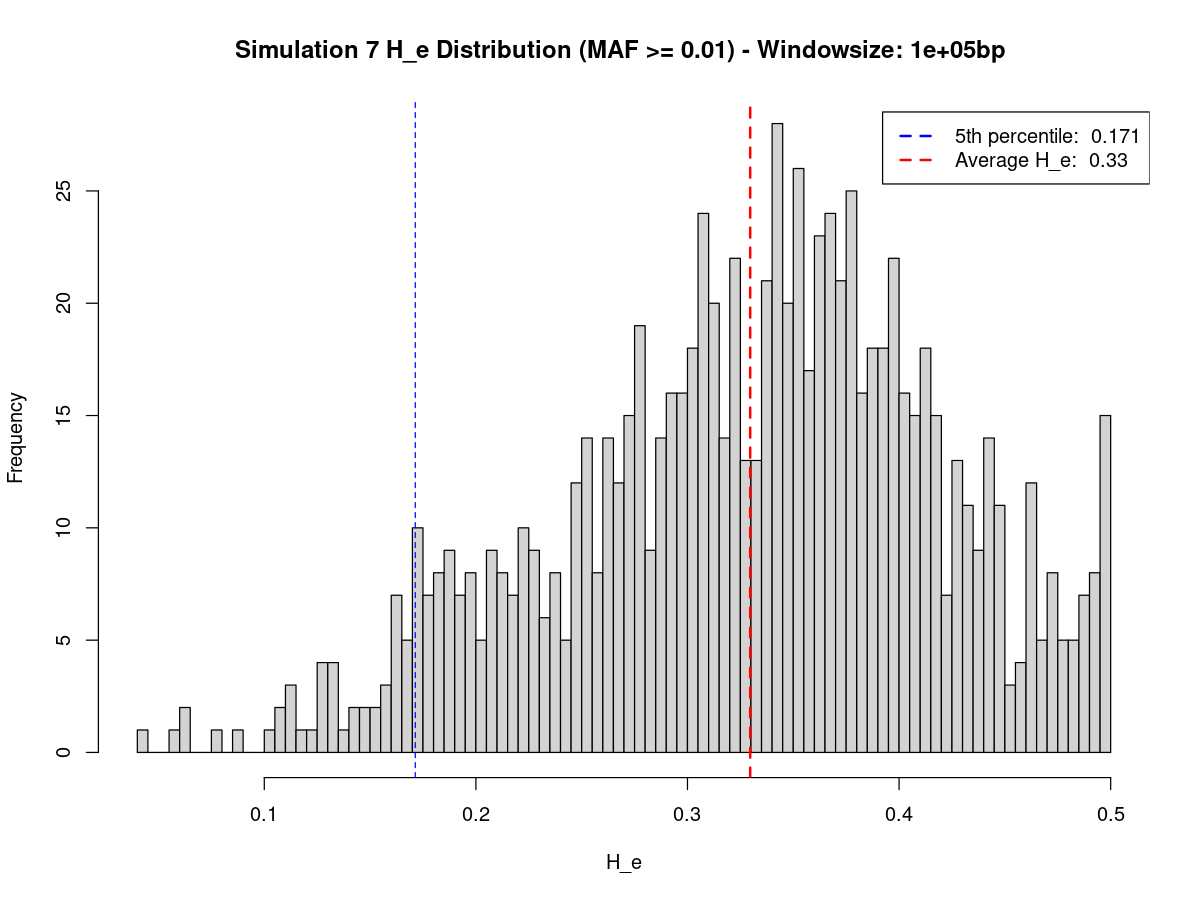 Simulation 7 H_e Distribution (MAF >= 0.01) - Windowsize: 1e+05bp
5th percentile:  0.171
Average H_e:  0.33
Frequency
25
20
15
10
5
0
0.1 0.2 0.3 0.4 0.5
H_e